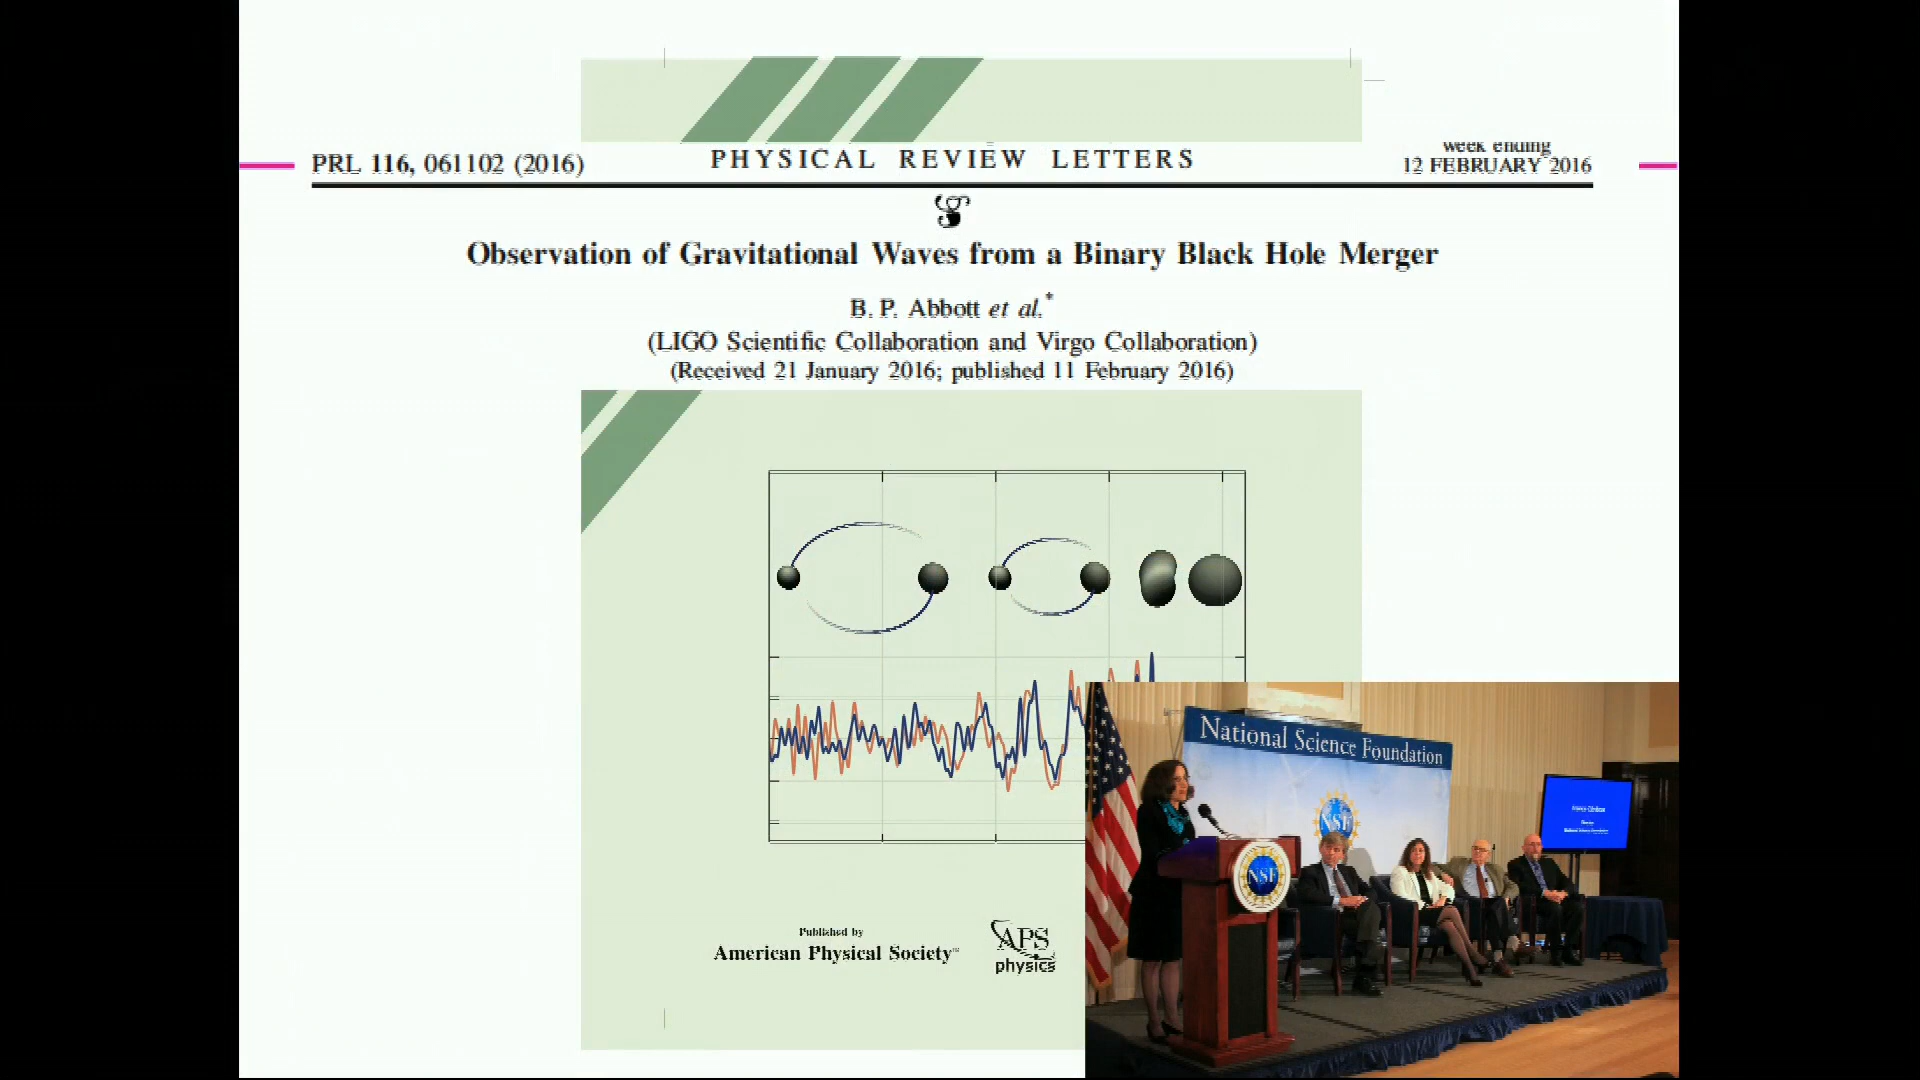 PRL 116, 061102 (2016)
PHYSICAL REVIEW LETTERS
week ending
12 FEBRUARY 2016
Observation of Gravitational Waves from a Binary Black Hole Merger
B. P. Abbott et al.*
(LIGO Scientific Collaboration and Virgo Collaboration)
(Received 21 January 2016; published 11 February 2016)
Published by
American Physical Society™
APS
physics
National Science Foundation
NSF
NSF